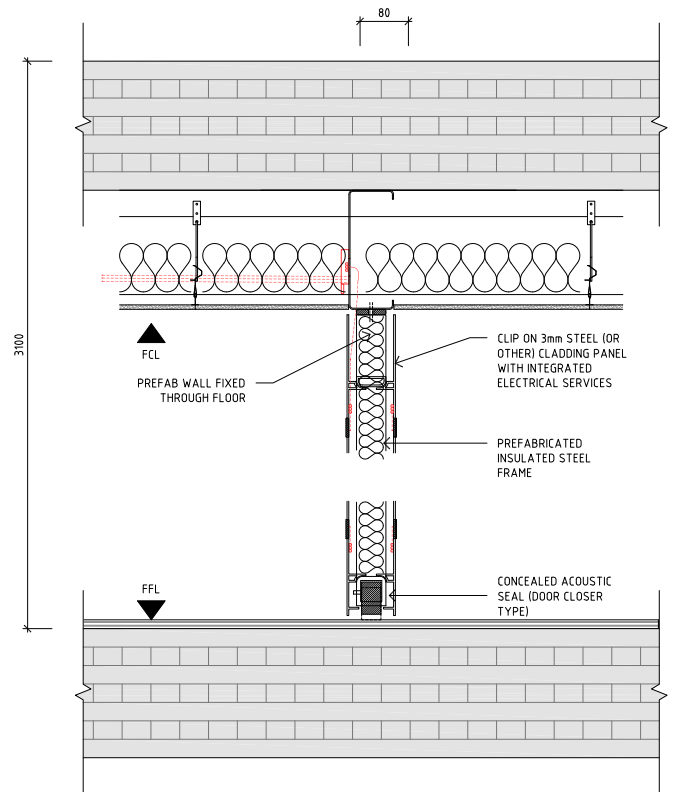 80
3100
FCL
PREFAB WALL FIXED
THROUGH FLOOR
CLIP ON 3mm STEEL (OR
OTHER) CLADDING PANEL
WITH INTEGRATED
ELECTRICAL SERVICES
PREFABRICATED
INSULATED STEEL
FRAME
FFL
CONCEALED ACOUSTIC
SEAL (DOOR CLOSER
TYPE)